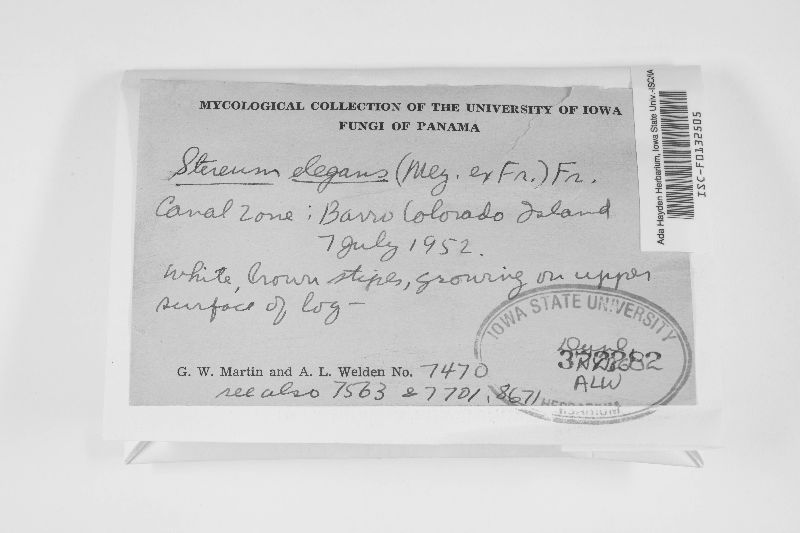 MYCOLOGICAL COLLECTION OF THE UNIVERSITY OF IOWA
FUNGI OF PANAMA
Stereum elegans (Mey. ex Fr.) Fr.
Canal Zone: Barro Colorado Island
7 July 1952.
White, brown stipes, growing on upper
surface of log –
G. W. Martin and A. L. Welden No. 7470
see also 7563 & 7701, 8671
IOWA STATE UNIVERSITY
372282
ALW
HERBARIUM
Ada Hayden Herbarium, Iowa State Univ.-ISC/IA
ISC-F0132505